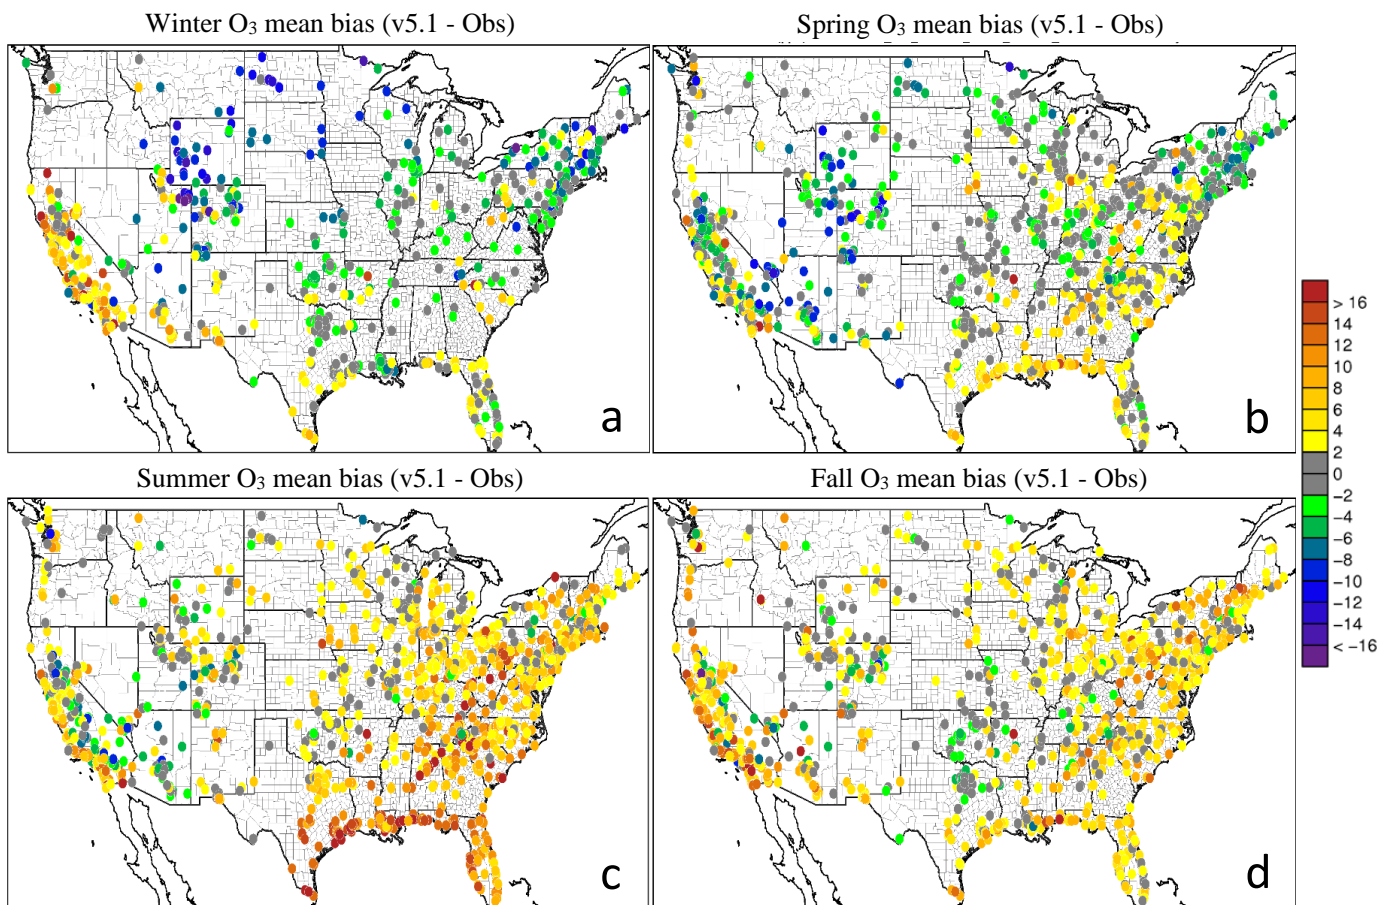 Winter O₃ mean bias (v5.1 - Obs)
Spring O₃ mean bias (v5.1 - Obs)
a
b
> 16
14
12
10
8
6
4
2
0
−2
−4
−6
−8
−10
−12
−14
< −16
Summer O₃ mean bias (v5.1 - Obs)
Fall O₃ mean bias (v5.1 - Obs)
c
d